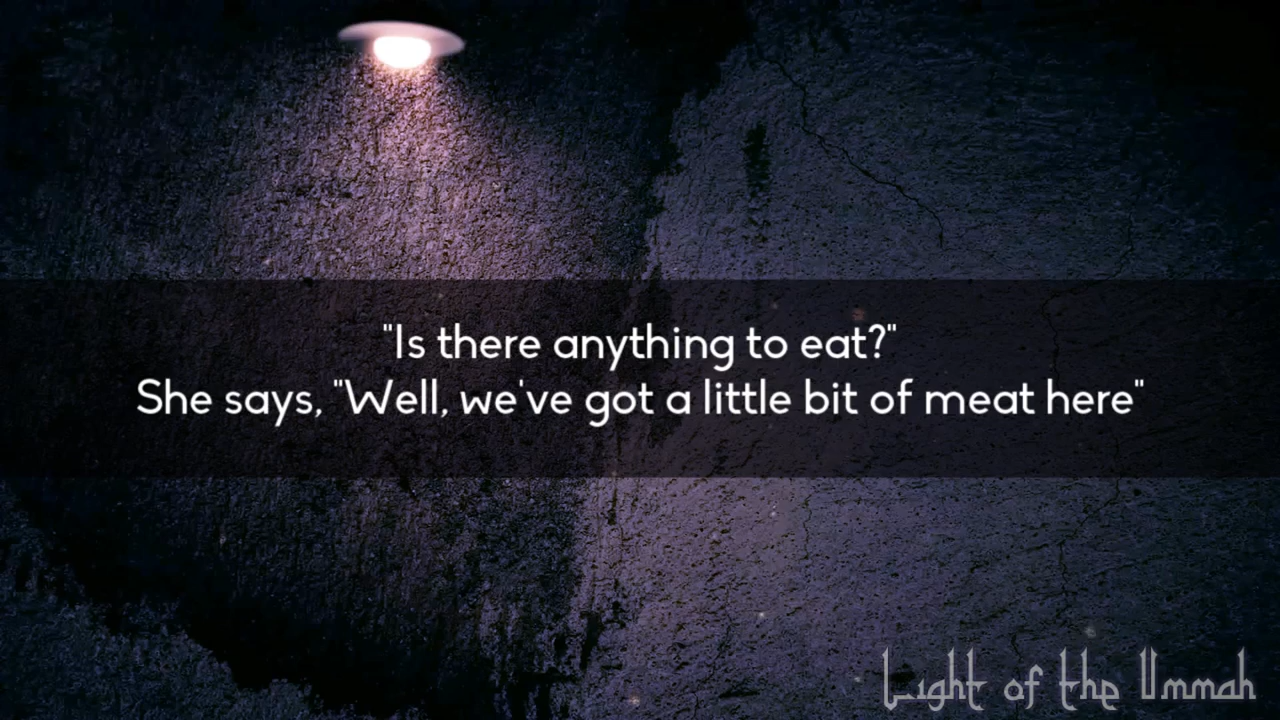 "Is there anything to eat?"
She says, "Well, we've got a little bit of meat here"
Light of the Ummah